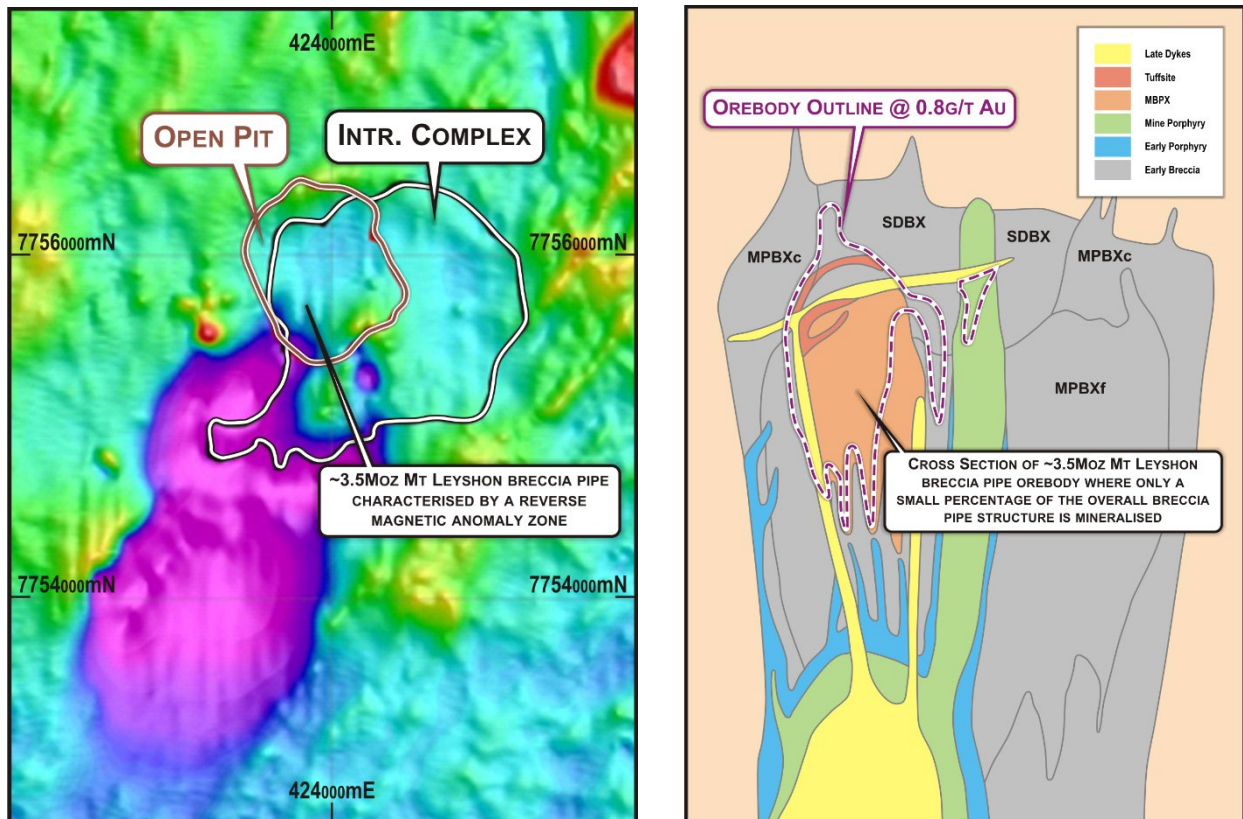 424000mE
OPEN PIT
INTR. COMPLEX
7756000mN
~3.5MOZ MT LEYSHON BRECCIA PIPE
CHARACTERISED BY A REVERSE
MAGNETIC ANOMALY ZONE
7754000mN
424000mE
Late Dykes
Tuffsite
MBPX
Mine Porphyry
Early Porphyry
Early Breccia
OREBODY OUTLINE @ 0.8G/T AU
SDBX
SDBX
MPBXc
MPBXc
MPBXf
CROSS SECTION OF ~3.5MOZ MT LEYSHON
BRECCIA PIPE OREBODY WHERE ONLY A
SMALL PERCENTAGE OF THE OVERALL BRECCIA
PIPE STRUCTURE IS MINERALISED